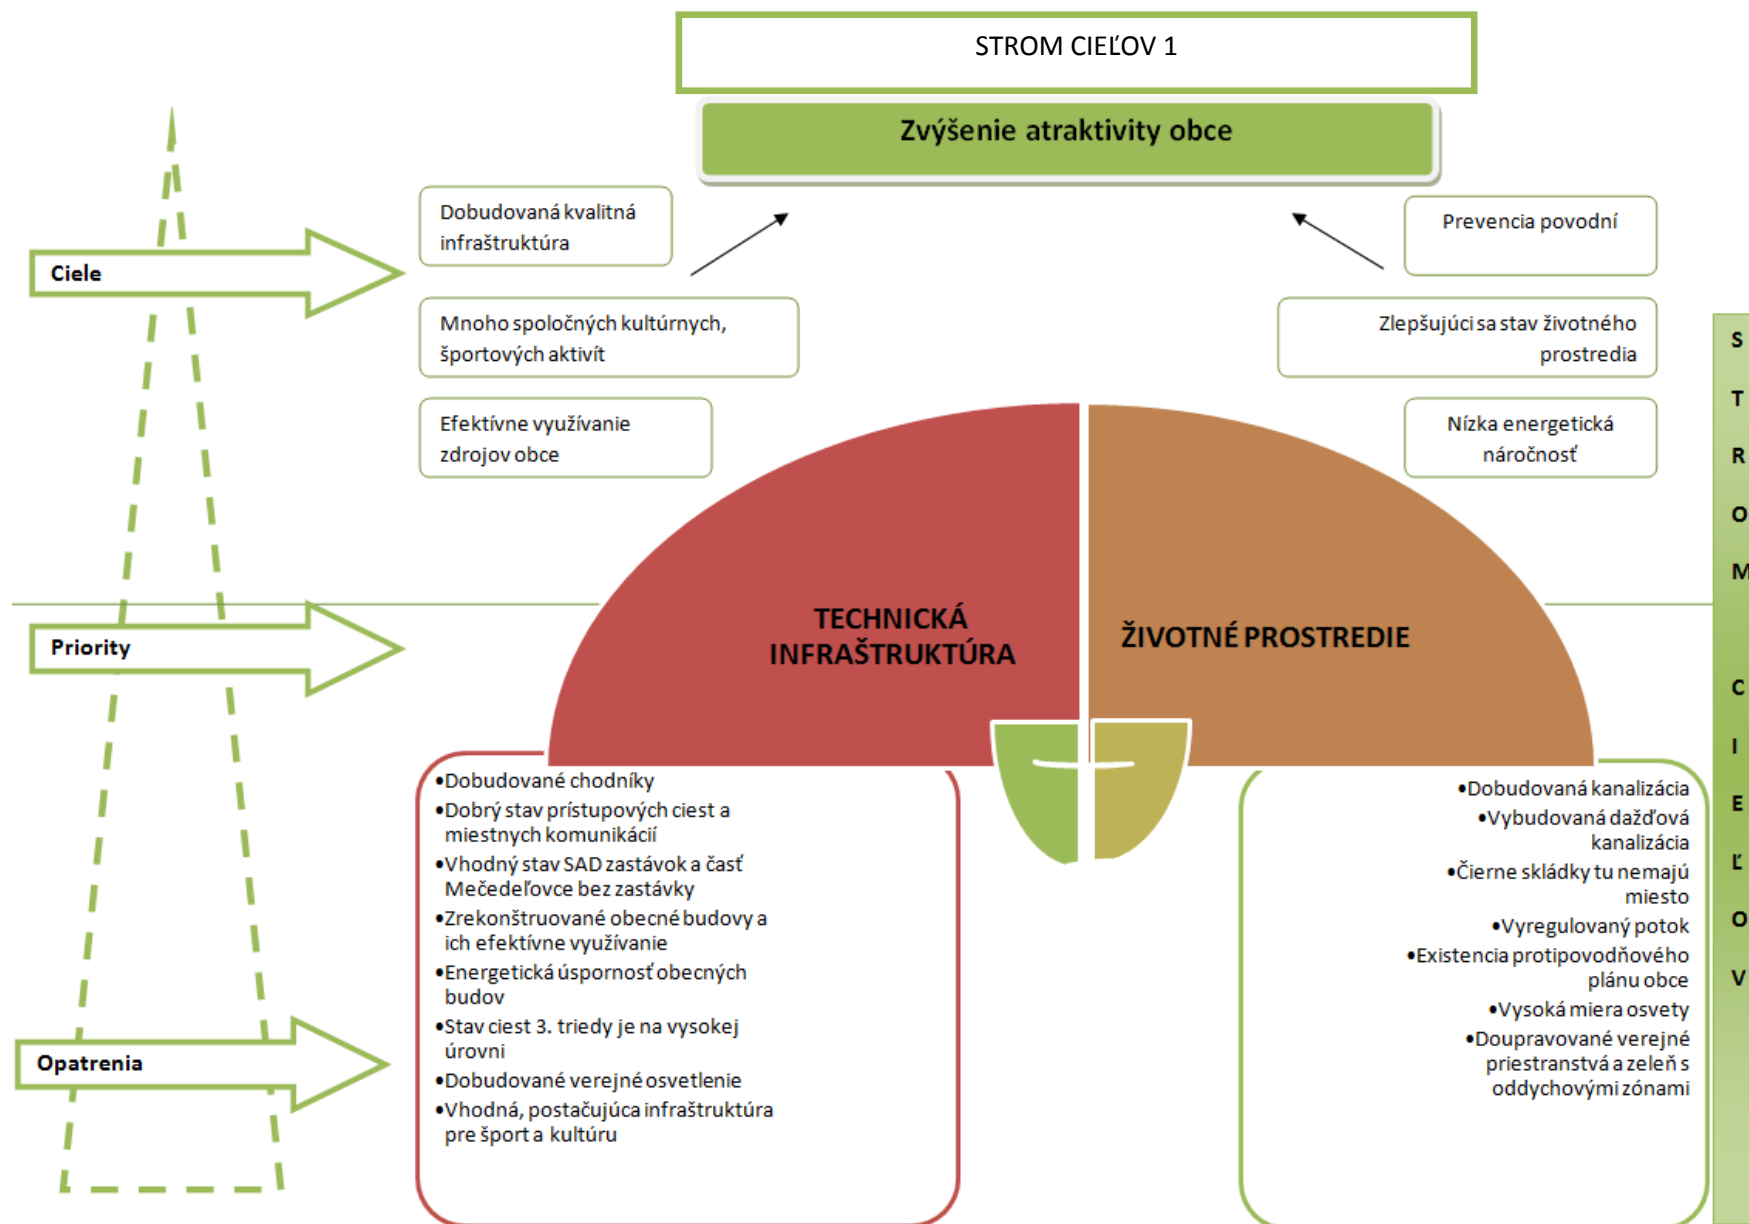 STROM CIEĽOV 1
Zvýšenie atraktivity obce
Ciele
Dobudovaná kvalitná
infraštruktúra
Mnoho spoločných kultúrnych,
športových aktivít
Efektívne využívanie
zdrojov obce
Prevencia povodní
Zlepšujúci sa stav životného
prostredia
Nízka energetická
náročnosť
Priority
TECHNICKÁ
INFRAŠTRUKTÚRA
ŽIVOTNÉ PROSTREDIE
Opatrenia
•Dobudované chodníky
•Dobrý stav prístupových ciest a
miestnych komunikácií
•Vhodný stav SAD zastávok a časť
Mečedeľovce bez zastávky
•Zrekonštruované obecné budovy a
ich efektívne využívanie
•Energetická úspornosť obecných
budov
•Stav ciest 3. triedy je na vysokej
úrovni
•Dobudované verejné osvetlenie
•Vhodná, postačujúca infraštruktúra
pre šport a kultúru
•Dobudovaná kanalizácia
•Vybudovaná dažďová
kanalizácia
•Čierne skládky tu nemajú
miesto
•Vyregulovaný potok
•Existencia protipovodňového
plánu obce
•Vysoká miera osvety
•Doupravované verejné
priestranstvá a zeleň s
oddychovými zónami
S
T
R
O
M
C
I
E
Ľ
O
V